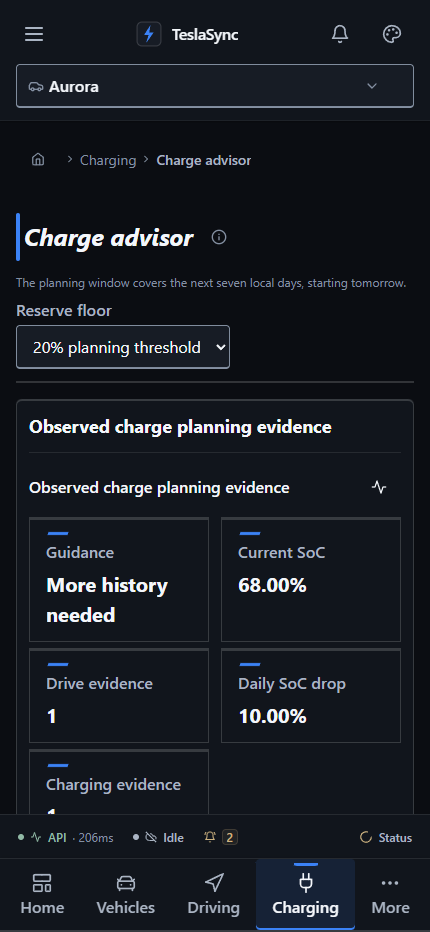 TeslaSync
Aurora
Charging > Charge advisor
Charge advisor
The planning window covers the next seven local days, starting tomorrow.
Reserve floor
20% planning threshold
Observed charge planning evidence
Observed charge planning evidence
Guidance
More history
needed
Current SoC
68.00%
Drive evidence
1
Daily SoC drop
10.00%
Charging evidence
API · 206ms
Idle
2
Status
Home
Vehicles
Driving
Charging
More